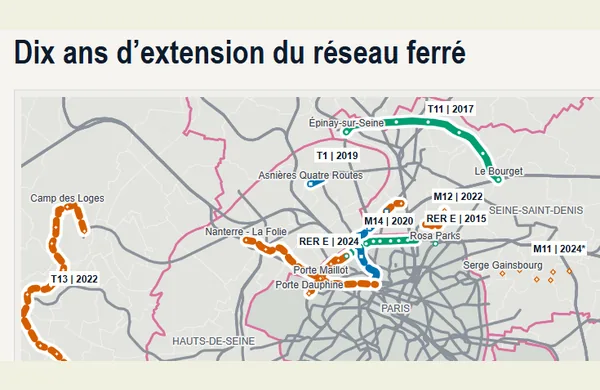 Dix ans d’extension du réseau ferré
T11 | 2017
Épinay-sur-Seine
T1 | 2019
Le Bourget
Asnières Quatre Routes
Camp des Loges
M12 | 2022
SEINE-SAINT-DENIS
M14 | 2020
RER E | 2015
Nanterre - La Folie
RER E | 2024
Rosa Parks
M11 | 2024*
Serge Gainsbourg
Porte Maillot
T13 | 2022
Porte Dauphine
PARIS
HAUTS-DE-SEINE